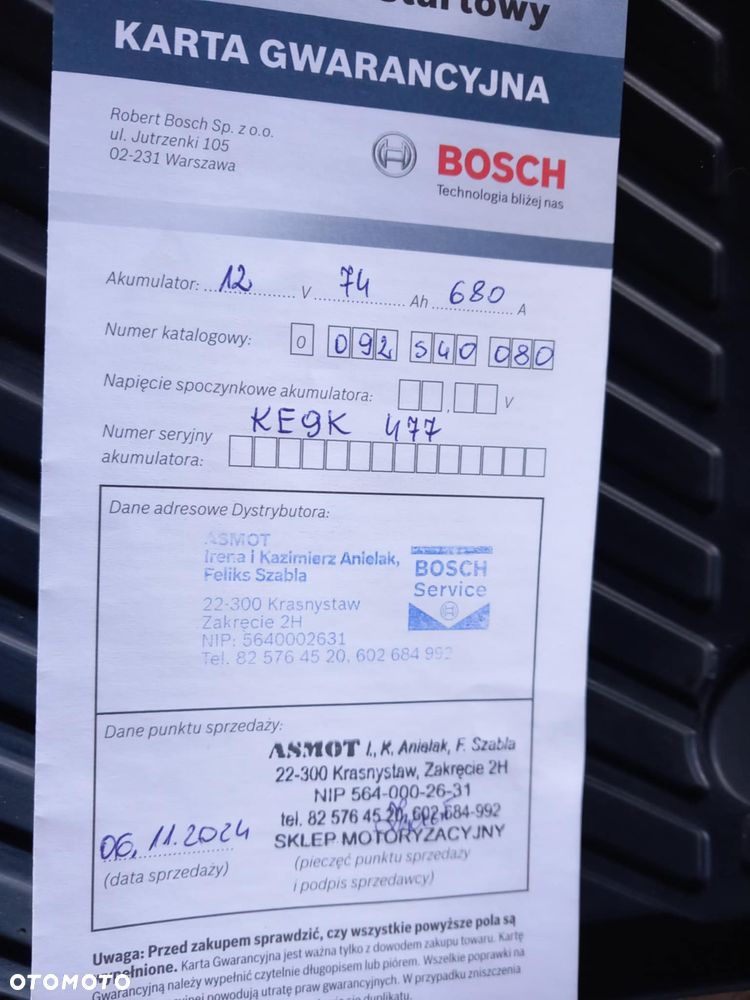 startowy
KARTA GWARANCYJNA
Robert Bosch Sp. z o.o.
ul. Jutrzenki 105
02-231 Warszawa
BOSCH
Technologia bliżej nas
Akumulator: 12 V 74 Ah 680 A
Numer katalogowy: 0 092 S40 080
Napięcie spoczynkowe akumulatora: , V
KE9K 477
Numer seryjny
akumulatora:
Dane adresowe Dystrybutora:
ASMOT
Irena i Kazimierz Anielak,
Feliks Szabla
22-300 Krasnystaw
Zakręcie 2H
NIP: 5640002631
Tel. 82 576 45 20, 602 684 992
BOSCH
Service
Dane punktu sprzedaży:
ASMOT I., K. Anielak, F. Szabla
22-300 Krasnystaw, Zakręcie 2H
NIP 564-000-26-31
tel. 82 576 45 20, 602-684-992
SKLEP MOTORYZACYJNY
06.11.2024
(data sprzedaży)
(pieczęć punktu sprzedaży
i podpis sprzedawcy)
Uwaga: Przed zakupem sprawdzić, czy wszystkie powyższe pola są
wypełnione. Karta Gwarancyjna jest ważna tylko z dowodem zakupu towaru. Kartę
Gwarancyjną należy wypełnić czytelnie długopisem lub piórem. Wszelkie poprawki na
powodują utratę praw gwarancyjnych. W przypadku zniszczenia
duplikatu.
OTOMOTO